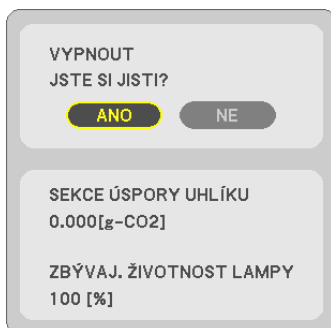 VYPNOUT
JSTE SI JISTI?
ANO NE
SEKCE ÚSPORY UHLÍKU
0.000[g-CO2]
ZBÝVAJ. ŽIVOTNOST LAMPY
100 [%]